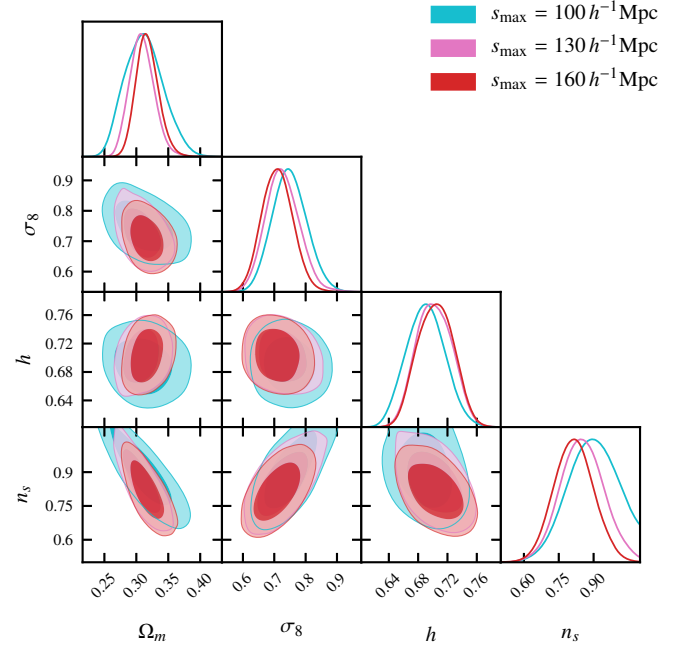 s_max = 100 h⁻¹Mpc
s_max = 130 h⁻¹Mpc
s_max = 160 h⁻¹Mpc
0.9
0.8
0.7
0.6
σ₈
0.76
0.72
0.68
0.64
h
0.9
0.75
0.6
n_s
0.25 0.30 0.35 0.40
0.6 0.7 0.8 0.9
0.64 0.68 0.72 0.76
0.60 0.75 0.90
Ω_m σ₈ h n_s